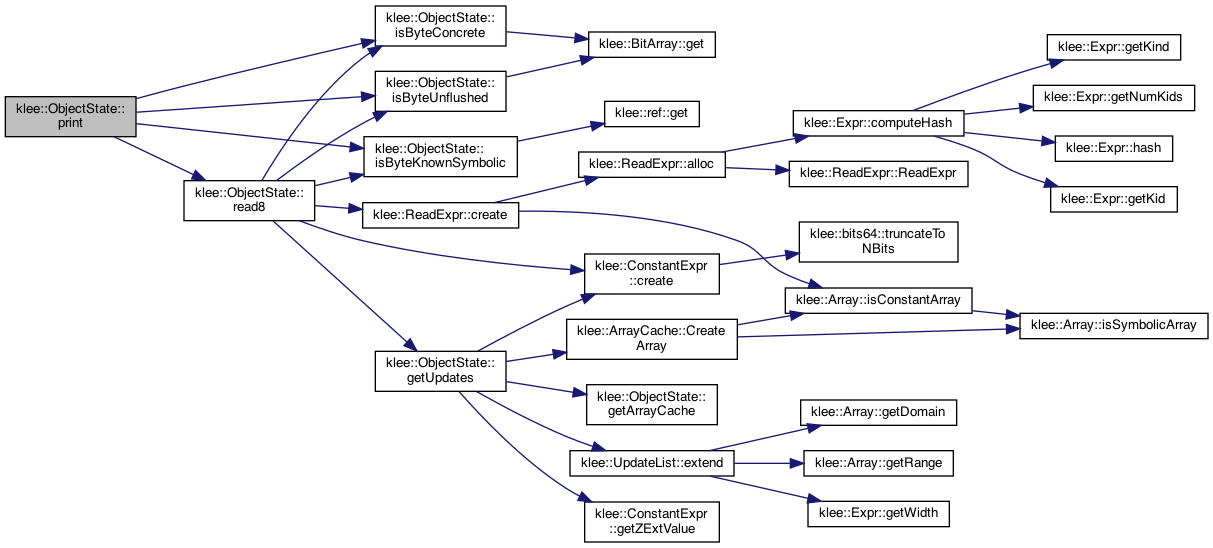 klee::ObjectState::
print
klee::ObjectState::
isByteConcrete
klee::ObjectState::
isByteUnflushed
klee::ObjectState::
isByteKnownSymbolic
klee::ObjectState::
read8
klee::BitArray::get
klee::ref::get
klee::ReadExpr::create
klee::ReadExpr::alloc
klee::Expr::computeHash
klee::ReadExpr::ReadExpr
klee::Expr::getKind
klee::Expr::getNumKids
klee::Expr::hash
klee::Expr::getKid
klee::ConstantExpr
::create
klee::bits64::truncateTo
NBits
klee::Array::isConstantArray
klee::Array::isSymbolicArray
klee::ObjectState::
getUpdates
klee::ArrayCache::Create
Array
klee::ObjectState::
getArrayCache
klee::UpdateList::extend
klee::ConstantExpr
::getZExtValue
klee::Array::getDomain
klee::Array::getRange
klee::Expr::getWidth